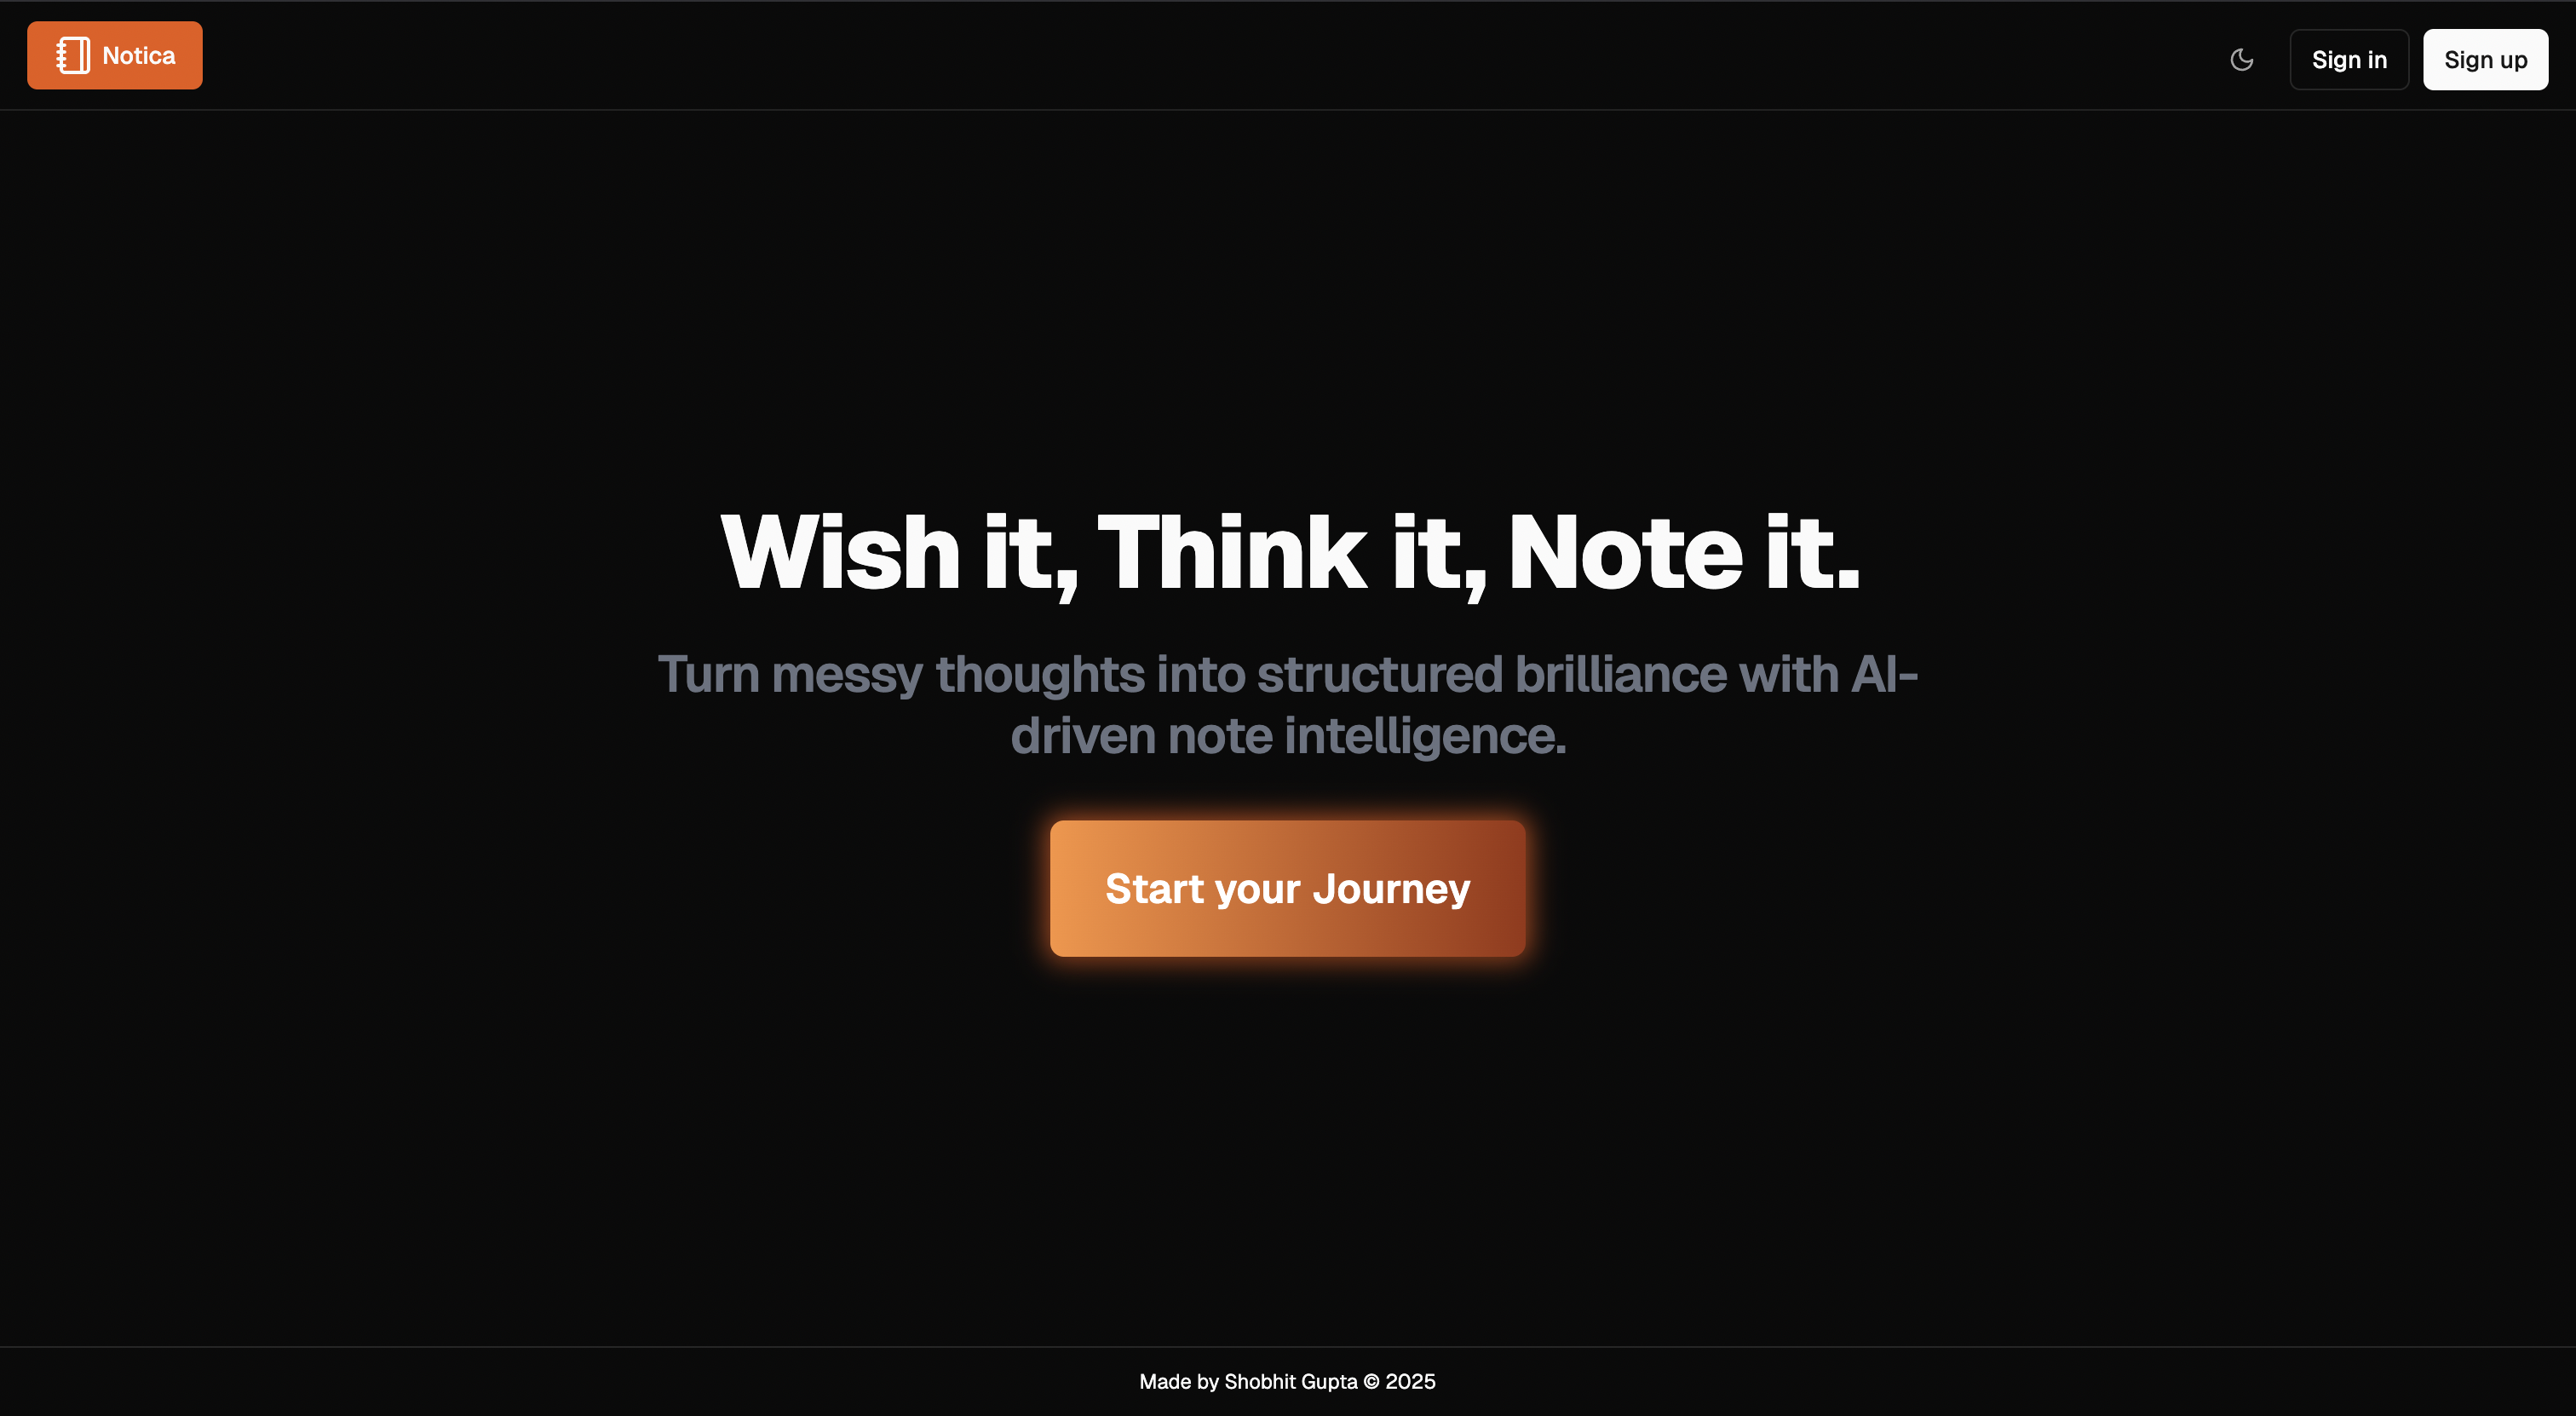 Notica
Sign in
Sign up
Wish it, Think it, Note it.
Turn messy thoughts into structured brilliance with AI-
driven note intelligence.
Start your Journey
Made by Shobhit Gupta © 2025